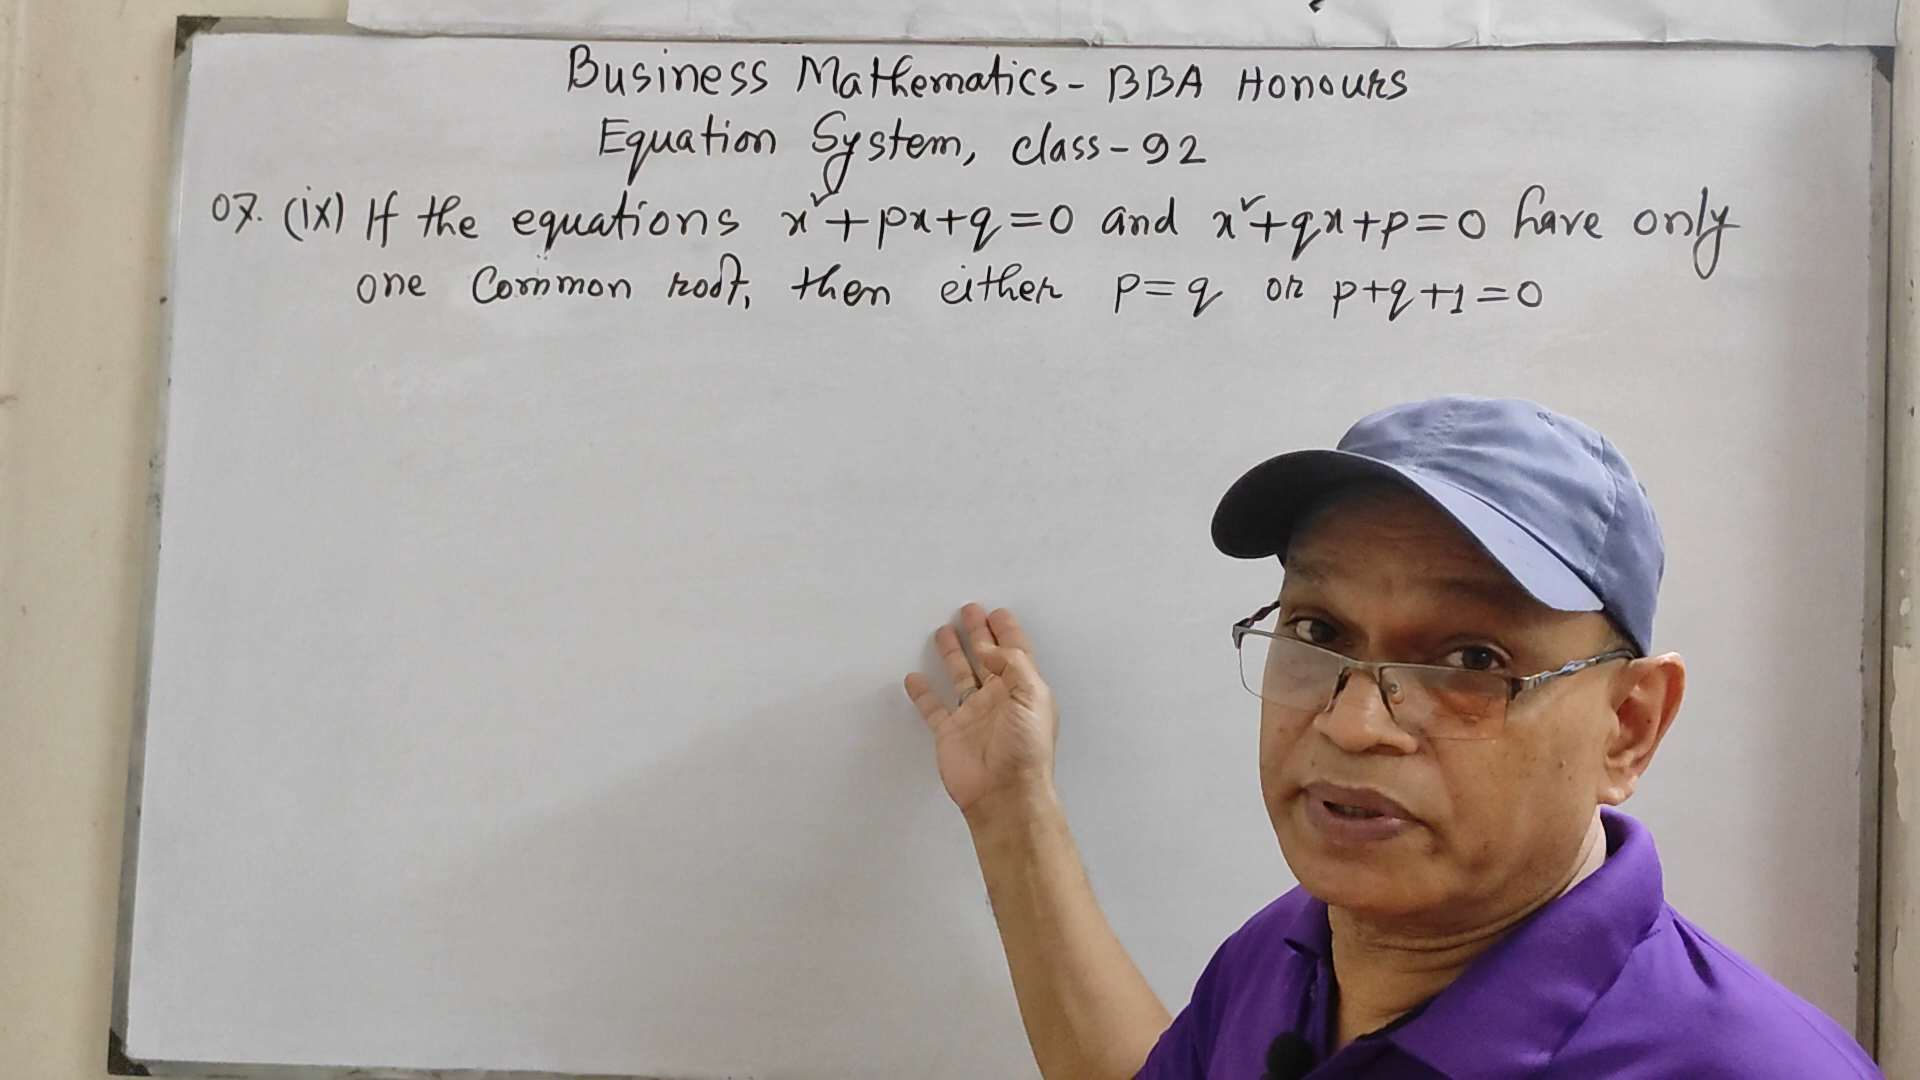 Business Mathematics - BBA Honours
Equation System, class - 92
07. (ix) If the equations x² + px + q = 0 and x² + qx + p = 0 have only
one common root, then either p = q or p + q + 1 = 0